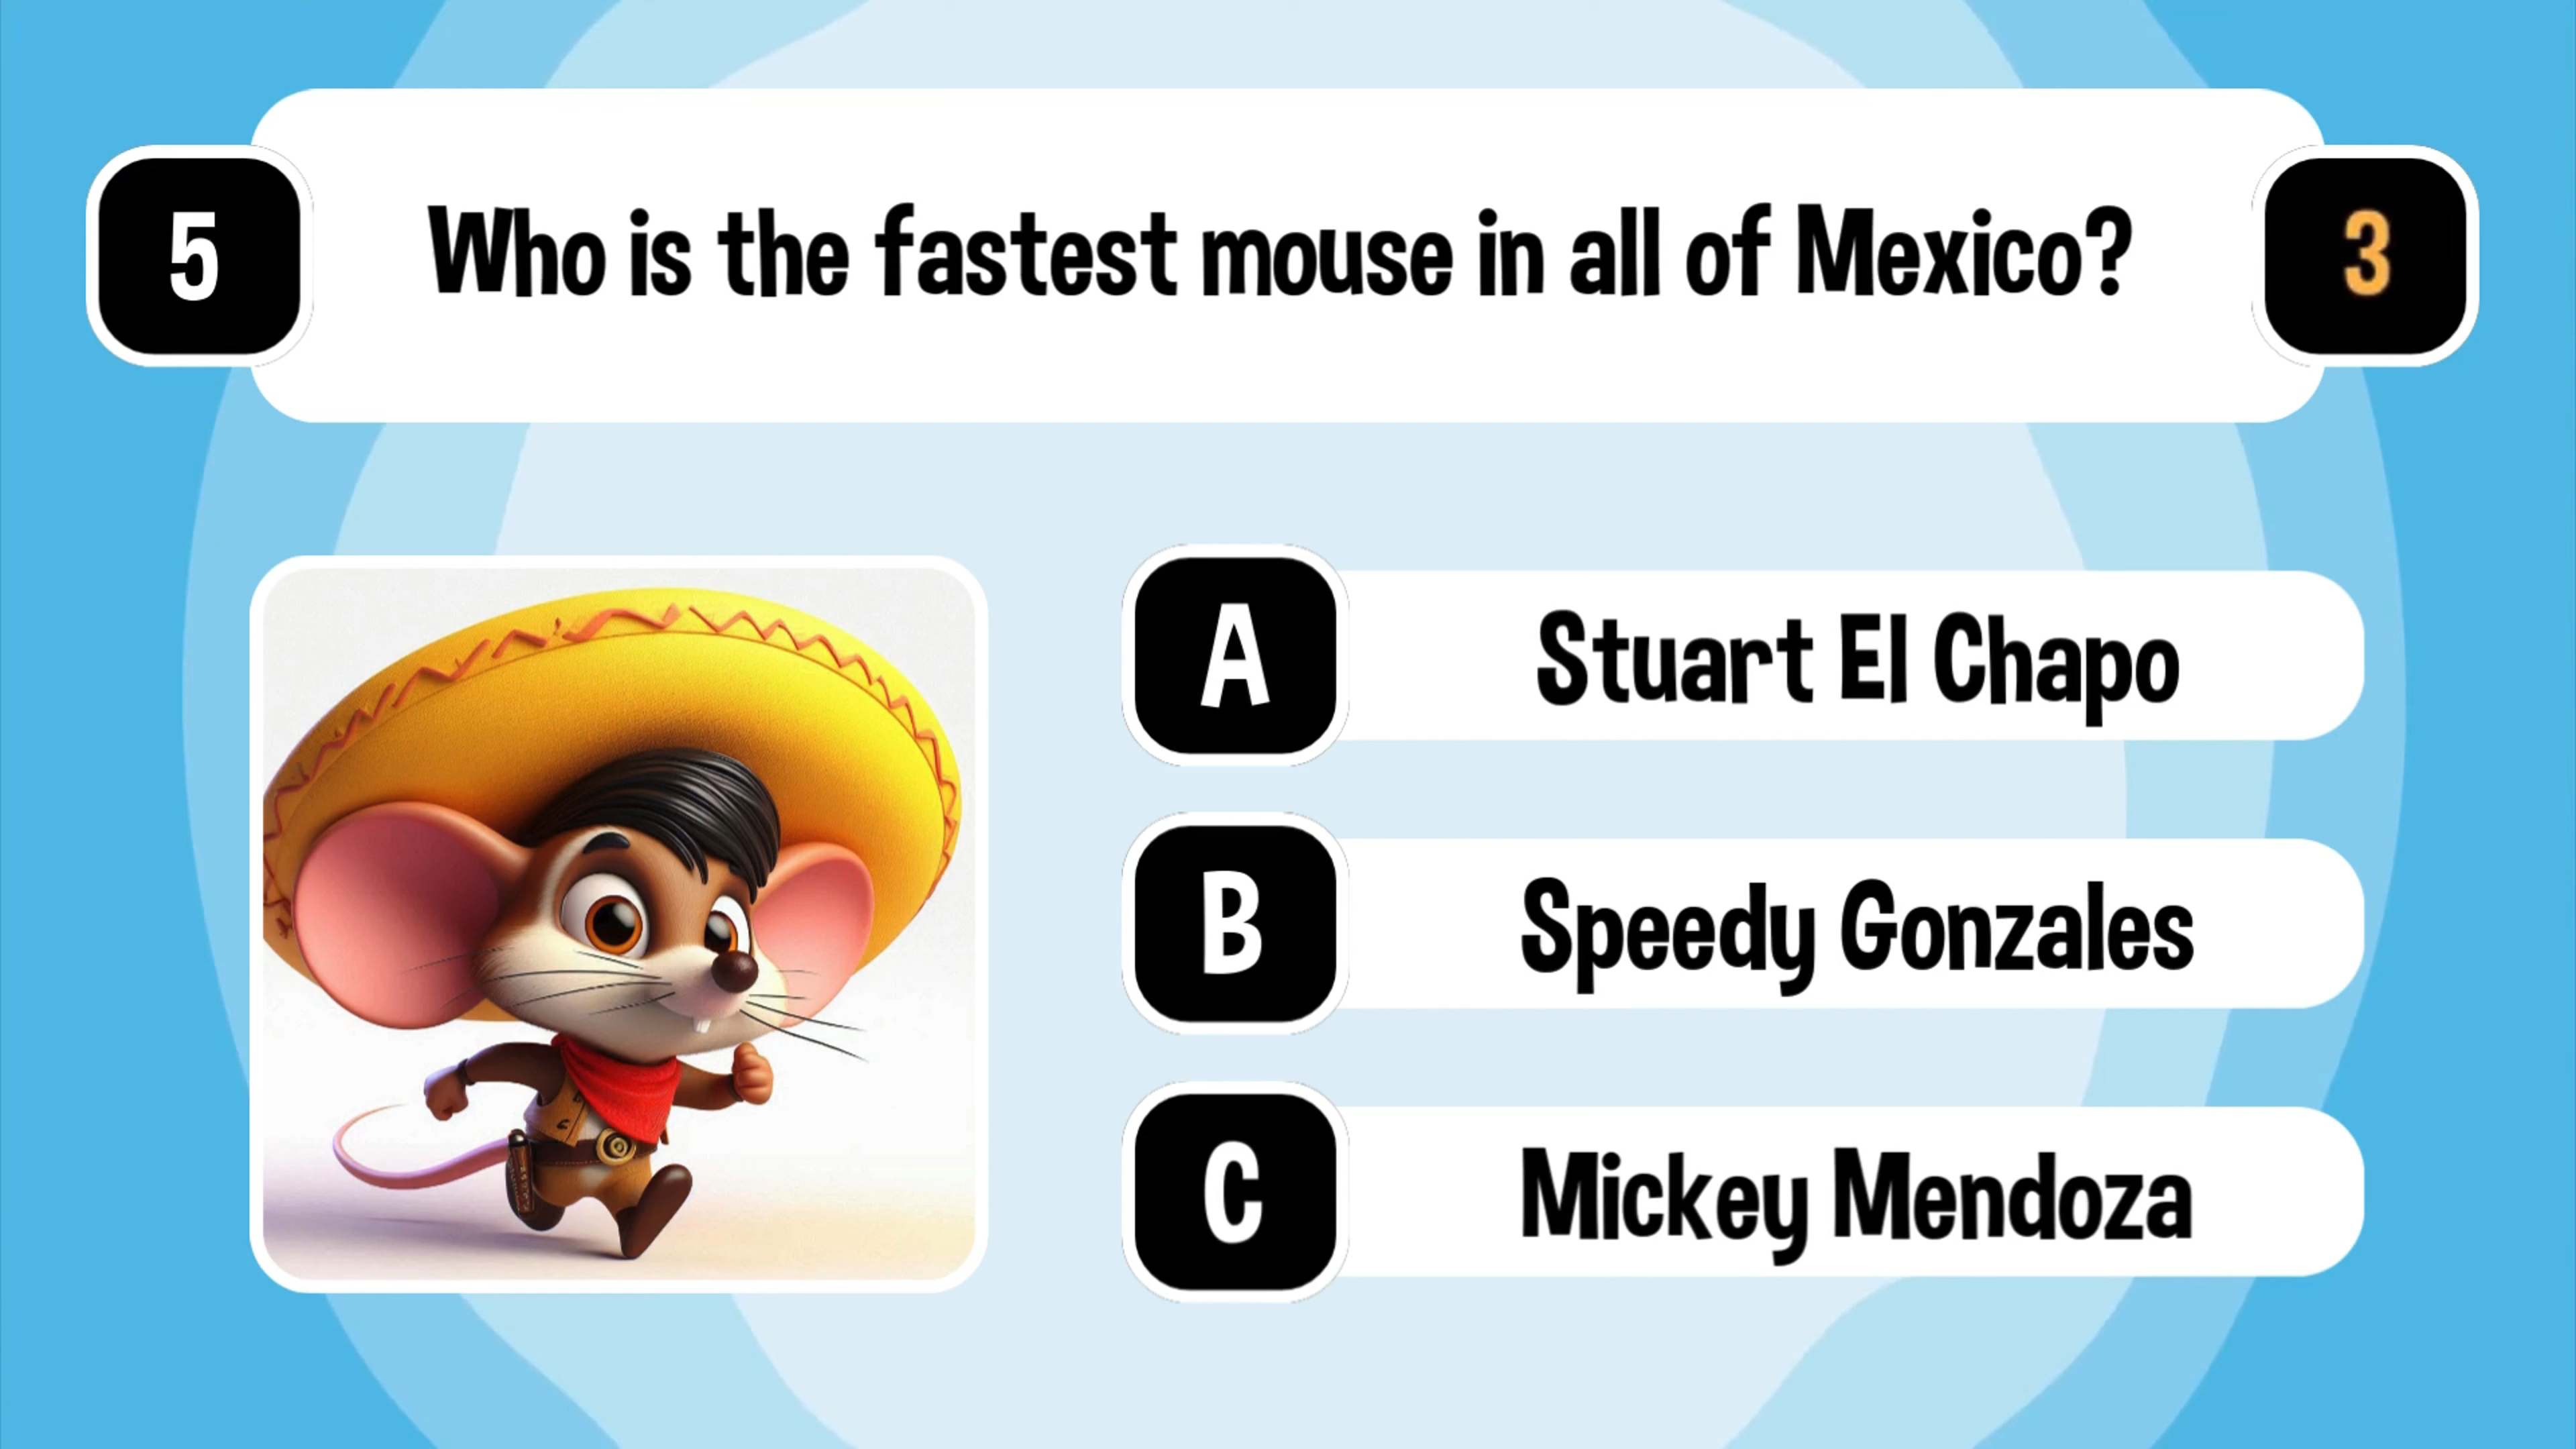 5
Who is the fastest mouse in all of Mexico?
3
A
Stuart El Chapo
B
Speedy Gonzales
C
Mickey Mendoza